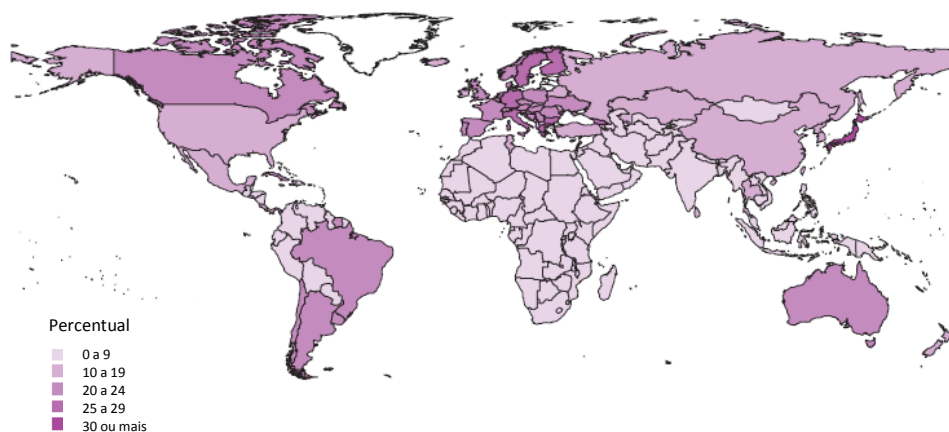 Percentual
0 a 9
10 a 19
20 a 24
25 a 29
30 ou mais